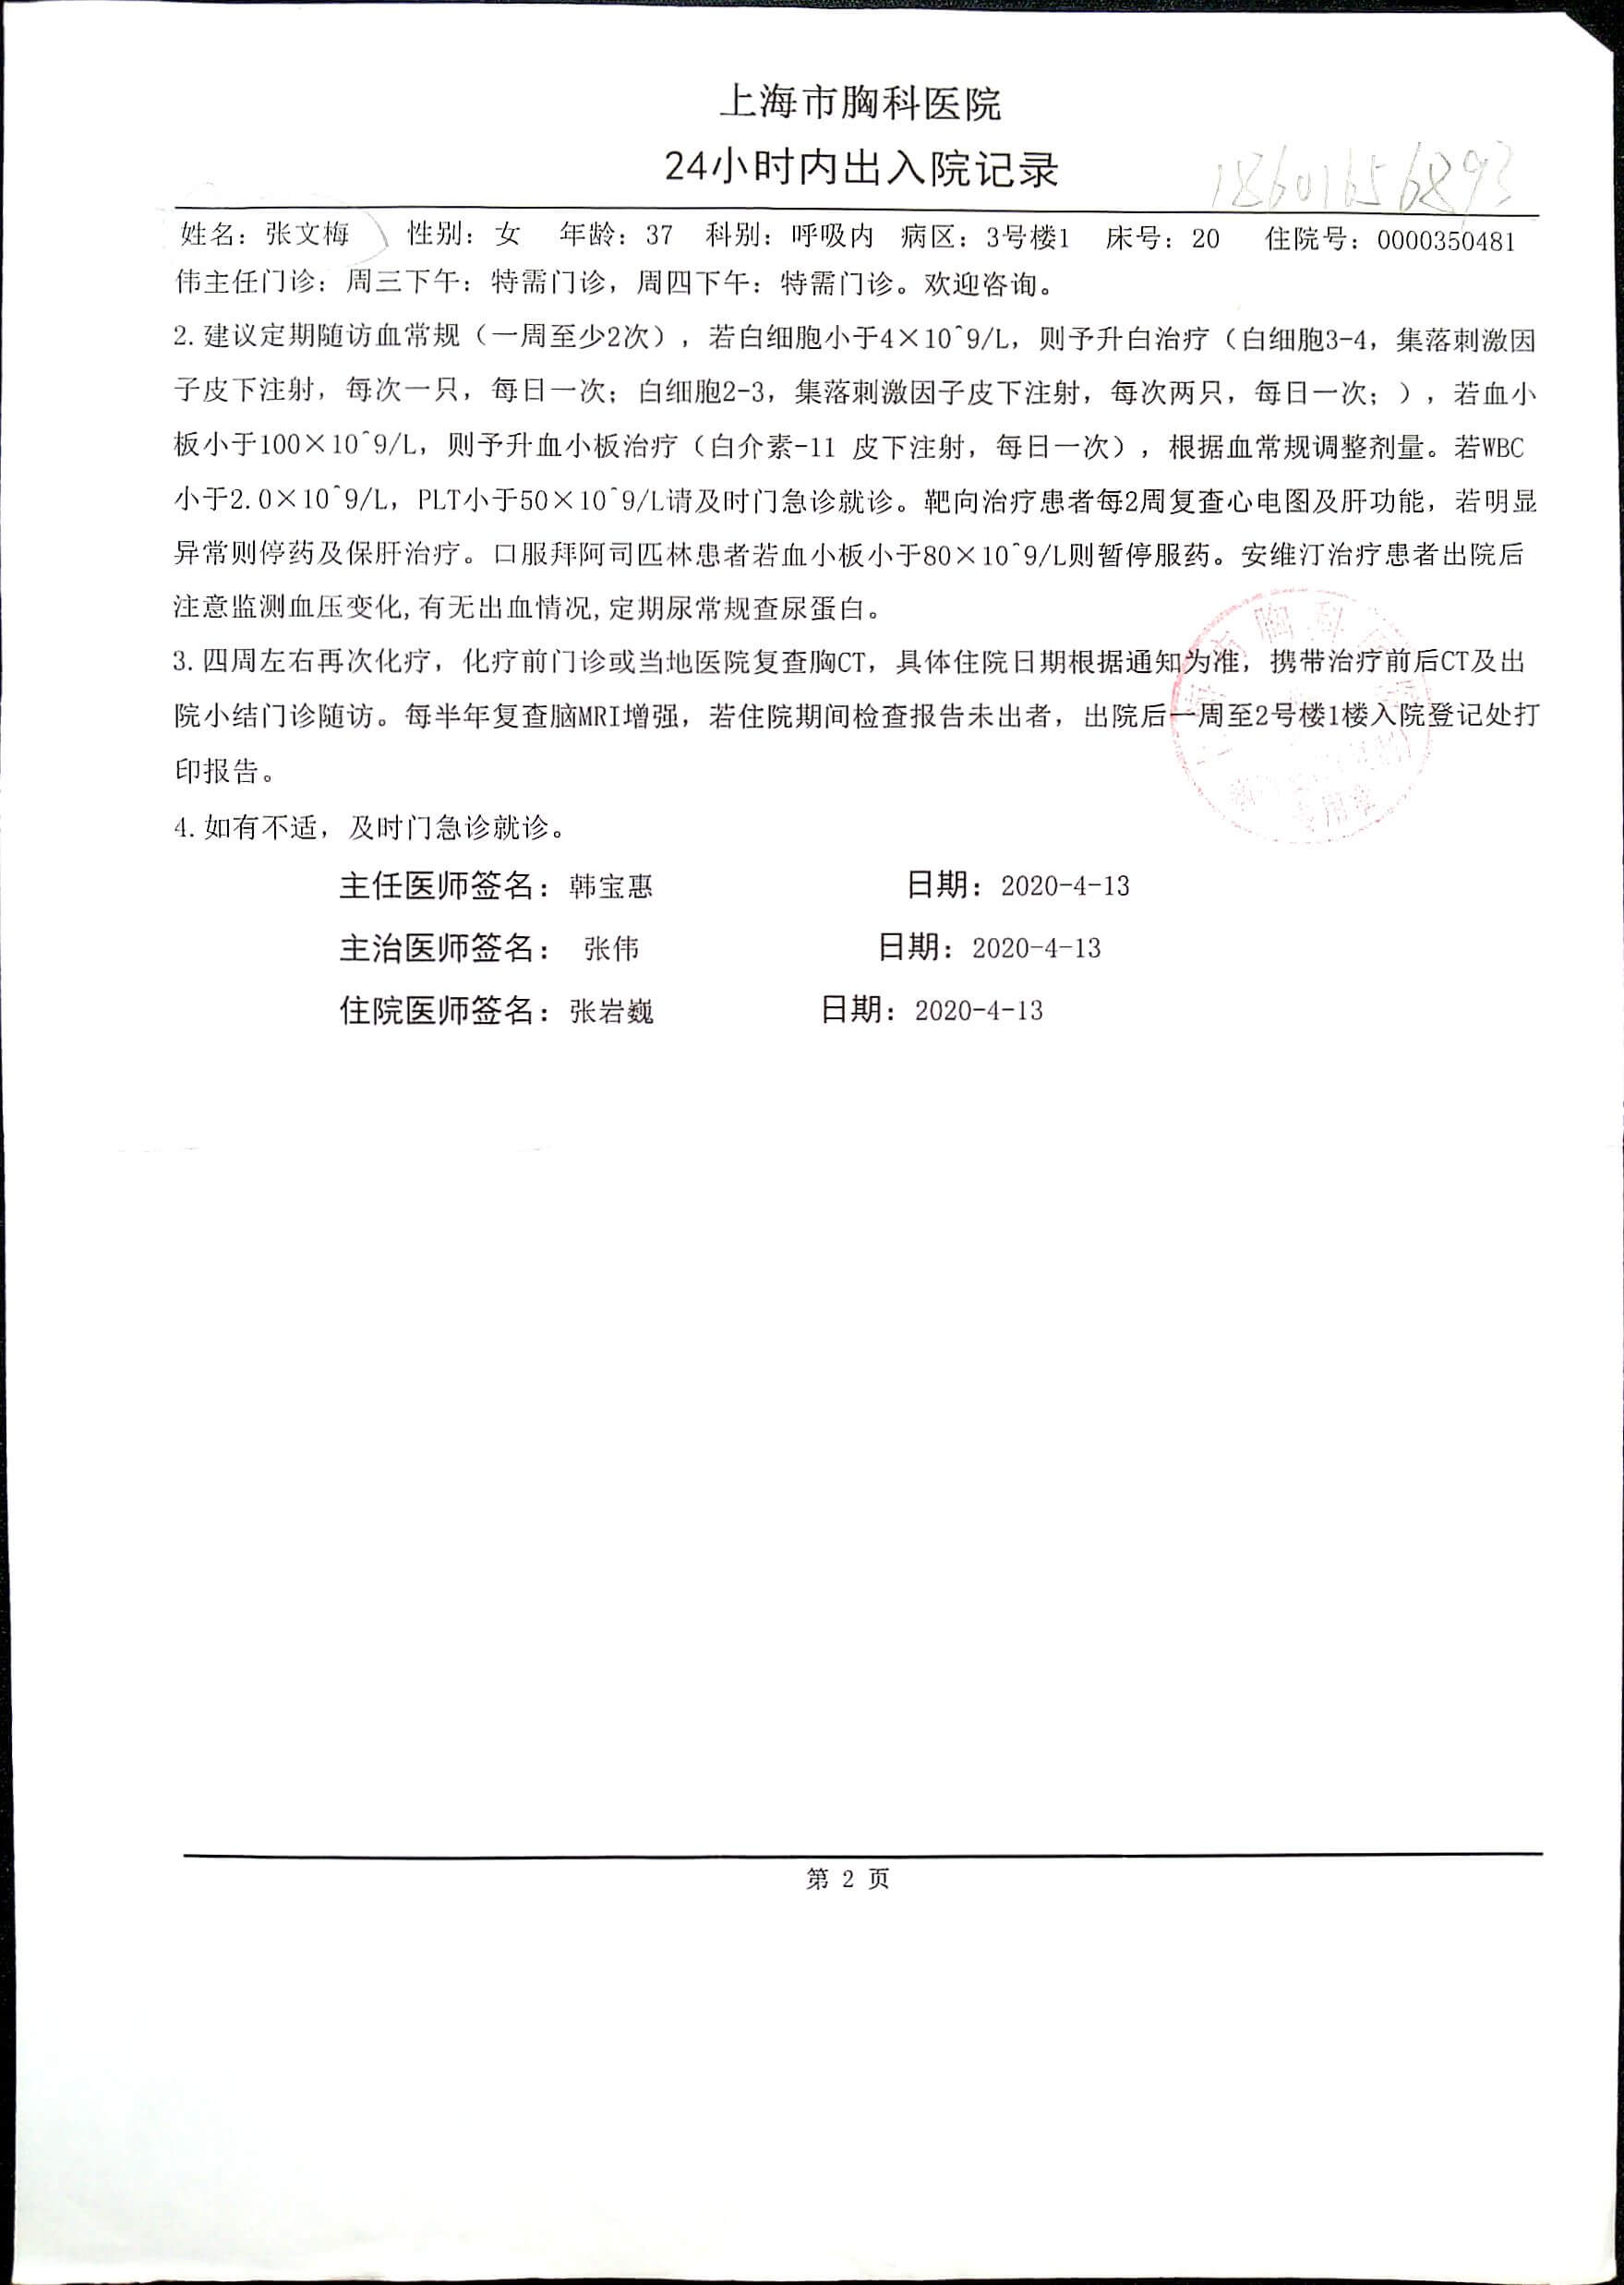 上海市胸科医院
24小时内出入院记录
18601656893
姓名：张文梅 性别：女 年龄：37 科别：呼吸内 病区：3号楼1 床号：20 住院号：0000350481
伟主任门诊：周三下午：特需门诊，周四下午：特需门诊。欢迎咨询。
2.建议定期随访血常规（一周至少2次），若白细胞小于4×10^9/L，则予升白治疗（白细胞3-4，集落刺激因
子皮下注射，每次一只，每日一次；白细胞2-3，集落刺激因子皮下注射，每次两只，每日一次；），若血小
板小于100×10^9/L，则予升血小板治疗（白介素-11 皮下注射，每日一次），根据血常规调整剂量。若WBC
小于2.0×10^9/L，PLT小于50×10^9/L请及时门急诊就诊。靶向治疗患者每2周复查心电图及肝功能，若明显
异常则停药及保肝治疗。口服拜阿司匹林患者若血小板小于80×10^9/L则暂停服药。安维汀治疗患者出院后
注意监测血压变化,有无出血情况,定期尿常规查尿蛋白。
3.四周左右再次化疗，化疗前门诊或当地医院复查胸CT，具体住院日期根据通知为准，携带治疗前后CT及出
院小结门诊随访。每半年复查脑MRI增强，若住院期间检查报告未出者，出院后一周至2号楼1楼入院登记处打
印报告。
4.如有不适，及时门急诊就诊。
主任医师签名：韩宝惠 日期：2020-4-13
主治医师签名：张伟 日期：2020-4-13
住院医师签名：张岩巍 日期：2020-4-13
第 2 页